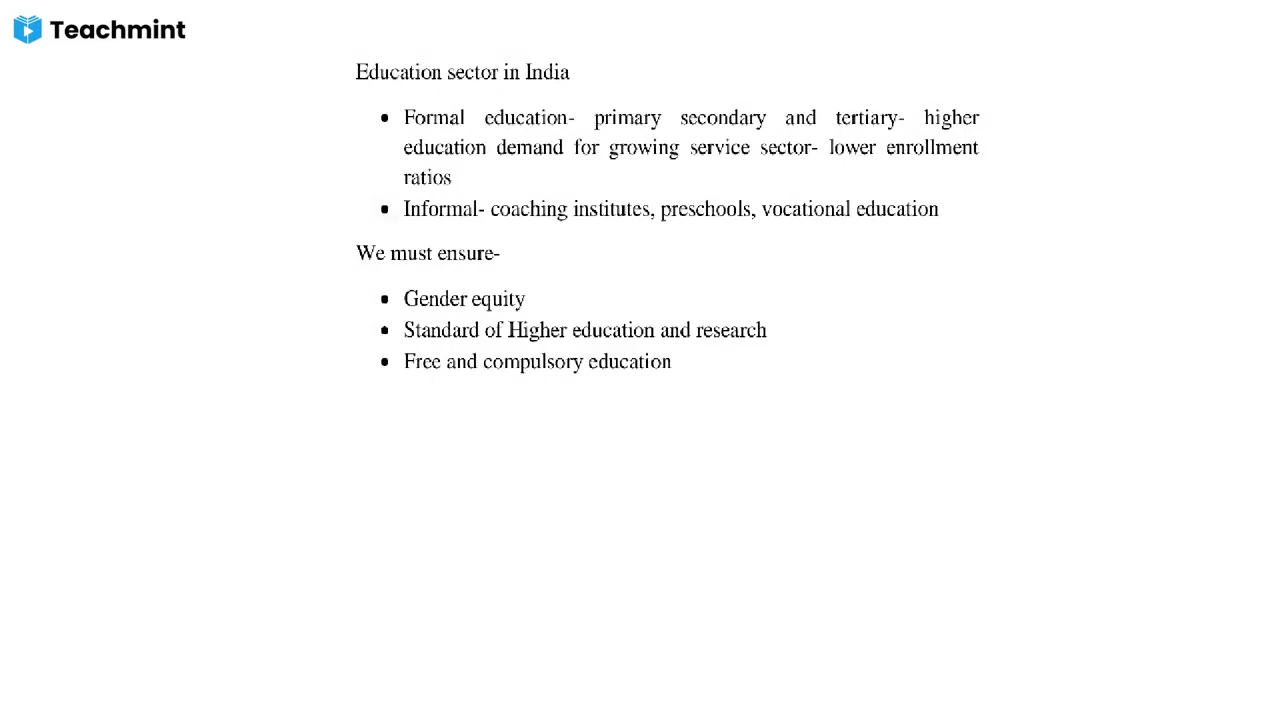 Teachmint
Education sector in India
• Formal education- primary secondary and tertiary- higher
education demand for growing service sector- lower enrollment
ratios
• Informal- coaching institutes, preschools, vocational education
We must ensure-
• Gender equity
• Standard of Higher education and research
• Free and compulsory education